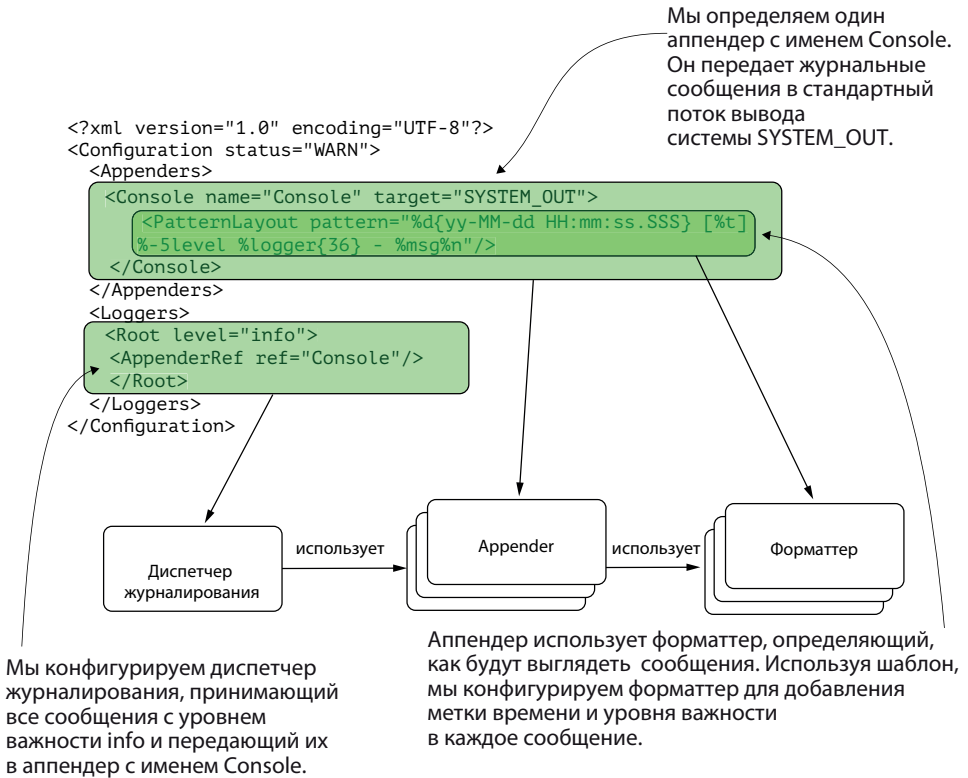 Мы определяем один
аппендер с именем Console.
Он передает журнальные
сообщения в стандартный
поток вывода
системы SYSTEM_OUT.
<?xml version="1.0" encoding="UTF-8"?>
<Configuration status="WARN">
<Appenders>
<Console name="Console" target="SYSTEM_OUT">
<PatternLayout pattern="%d{yy-MM-dd HH:mm:ss.SSS} [%t]
%-5level %logger{36} - %msg%n"/>
</Console>
</Appenders>
<Loggers>
<Root level="info">
<AppenderRef ref="Console"/>
</Root>
</Loggers>
</Configuration>
Диспетчер
журналирования
использует
Appender
использует
Форматтер
Мы конфигурируем диспетчер
журналирования, принимающий
все сообщения с уровнем
важности info и передающий их
в аппендер с именем Console.
Аппендер использует форматтер, определяющий,
как будут выглядеть сообщения. Используя шаблон,
мы конфигурируем форматтер для добавления
метки времени и уровня важности
в каждое сообщение.